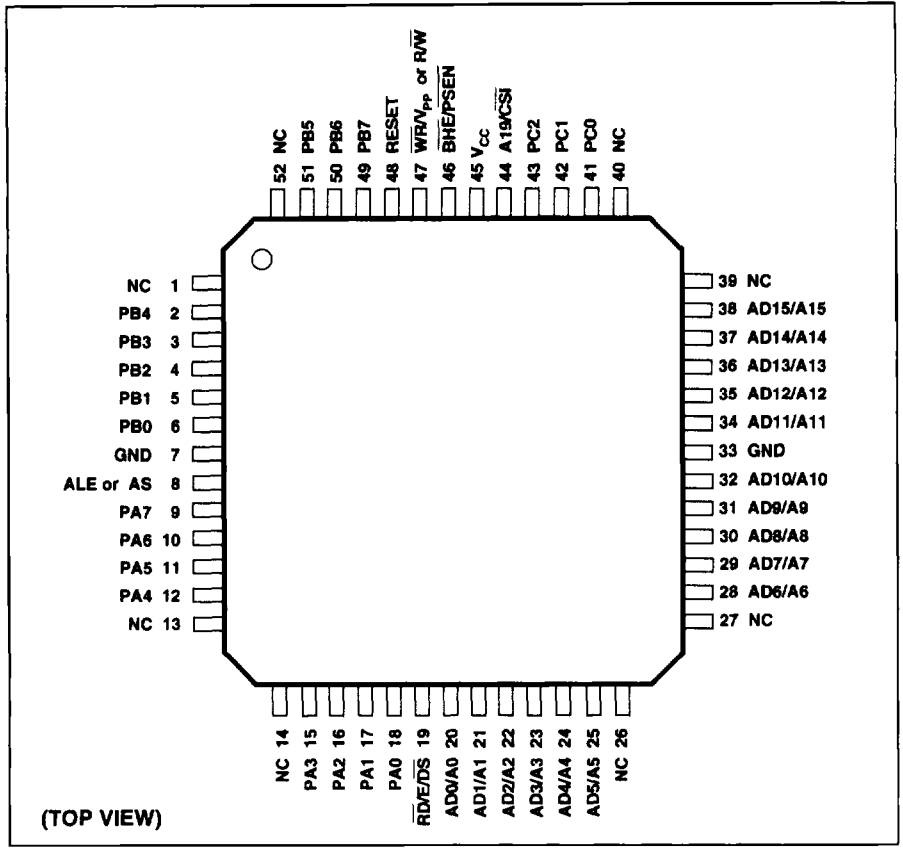 52 NC
51 PB5
50 PB6
49 PB7
48 RESET
47 W̅R̅/VPP or R/W̅
46 B̅H̅E̅/P̅S̅E̅N̅
45 VCC
44 A19/C̅S̅I̅
43 PC2
42 PC1
41 PC0
40 NC
NC 1
PB4 2
PB3 3
PB2 4
PB1 5
PB0 6
GND 7
ALE or AS 8
PA7 9
PA6 10
PA5 11
PA4 12
NC 13
39 NC
38 AD15/A15
37 AD14/A14
36 AD13/A13
35 AD12/A12
34 AD11/A11
33 GND
32 AD10/A10
31 AD9/A9
30 AD8/A8
29 AD7/A7
28 AD6/A6
27 NC
NC 14
PA3 15
PA2 16
PA1 17
PA0 18
R̅D̅/E/D̅S̅ 19
AD0/A0 20
AD1/A1 21
AD2/A2 22
AD3/A3 23
AD4/A4 24
AD5/A5 25
NC 26
(TOP VIEW)